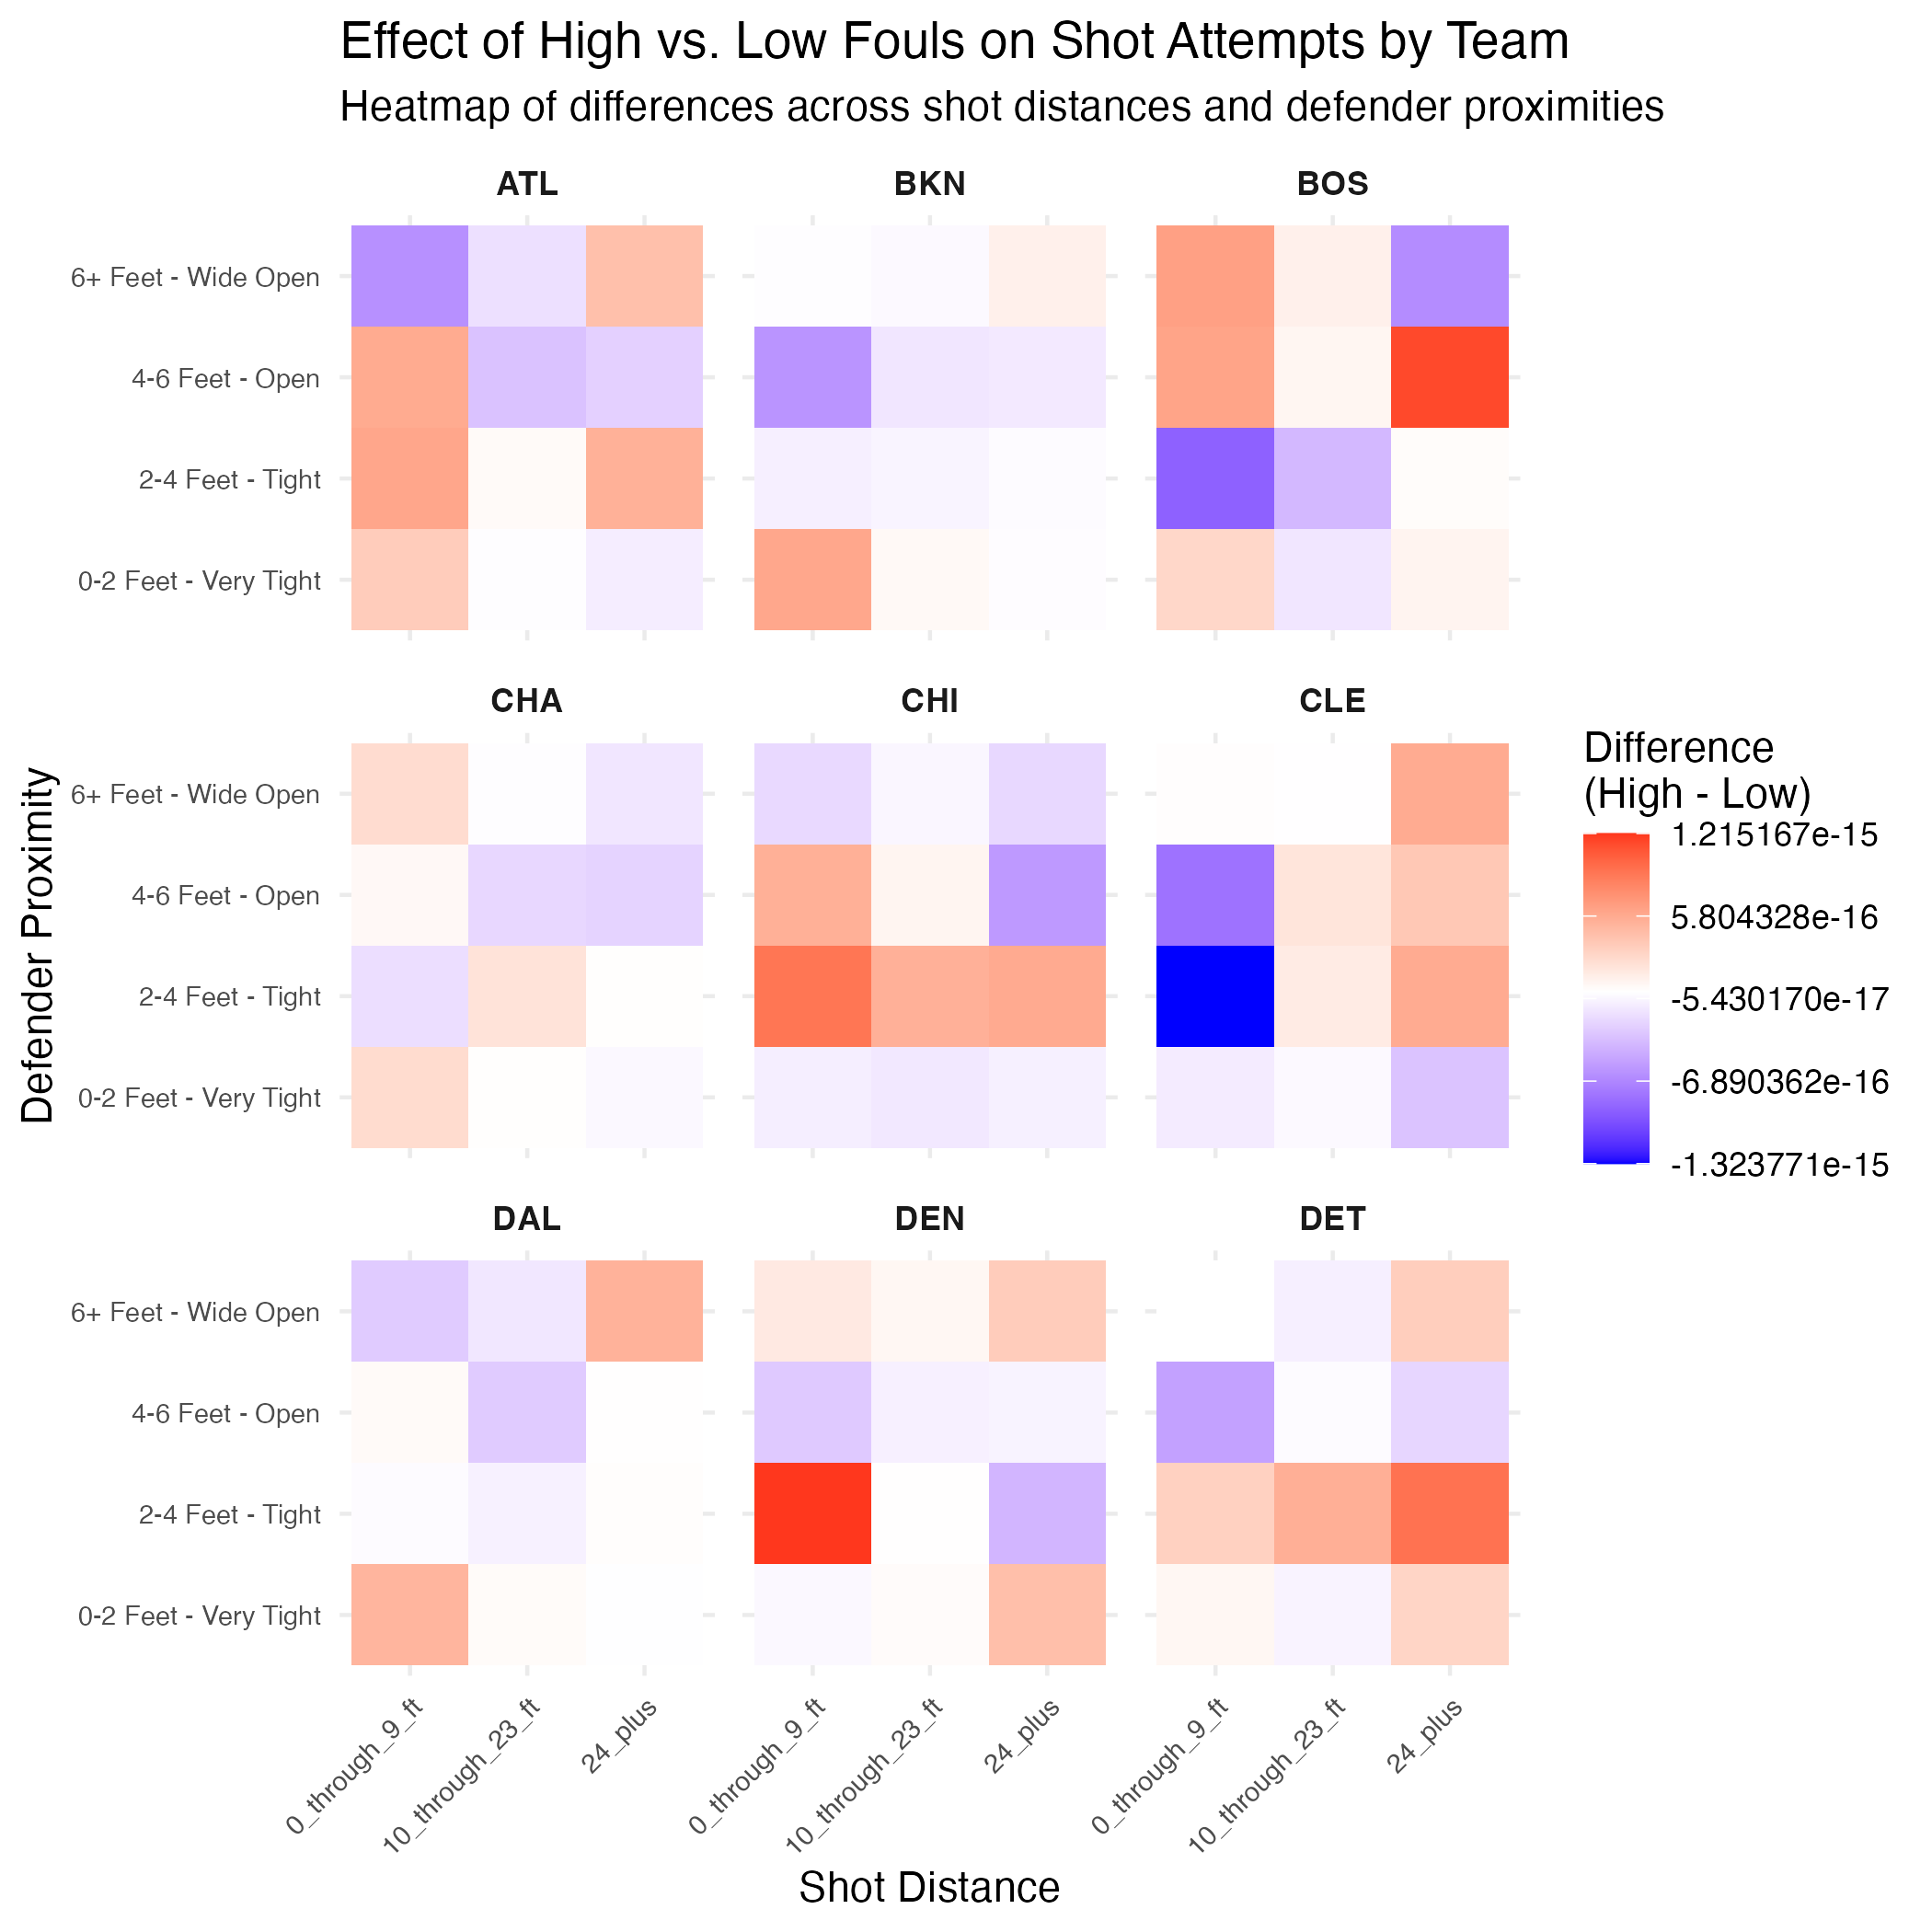 Effect of High vs. Low Fouls on Shot Attempts by Team
Heatmap of differences across shot distances and defender proximities
ATL
BKN
BOS
6+ Feet - Wide Open
4-6 Feet - Open
2-4 Feet - Tight
0-2 Feet - Very Tight
CHA
CHI
CLE
6+ Feet - Wide Open
4-6 Feet - Open
2-4 Feet - Tight
0-2 Feet - Very Tight
DAL
DEN
DET
6+ Feet - Wide Open
4-6 Feet - Open
2-4 Feet - Tight
0-2 Feet - Very Tight
0_through_9_ft
10_through_23_ft
24_plus
0_through_9_ft
10_through_23_ft
24_plus
0_through_9_ft
10_through_23_ft
24_plus
Shot Distance
Defender Proximity
Difference
(High - Low)
1.215167e-15
5.804328e-16
-5.430170e-17
-6.890362e-16
-1.323771e-15